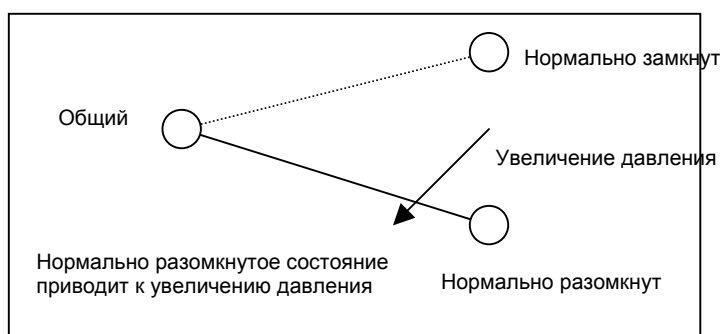 Нормально замкнут
Общий
Увеличение давления
Нормально разомкнутое состояние
приводит к увеличению давления
Нормально разомкнут